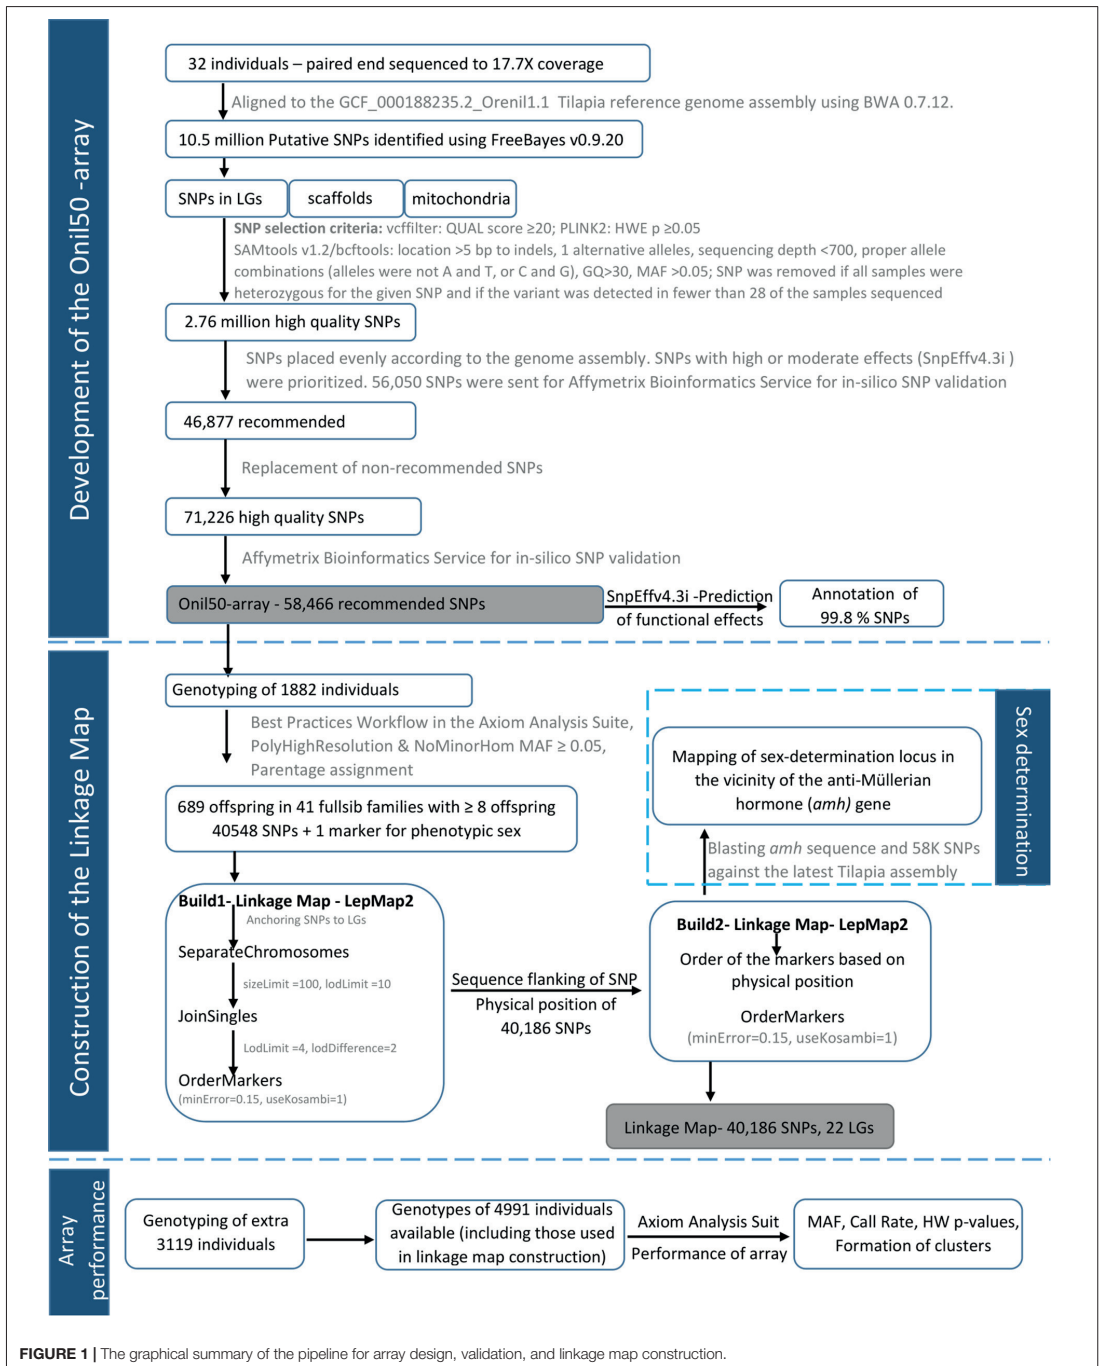 Development of the Onil50 -array
32 individuals – paired end sequenced to 17.7X coverage
Aligned to the GCF_000188235.2_Orenil1.1 Tilapia reference genome assembly using BWA 0.7.12.
10.5 million Putative SNPs identified using FreeBayes v0.9.20
SNPs in LGs
scaffolds
mitochondria
SNP selection criteria: vcffilter: QUAL score ≥20; PLINK2: HWE p ≥0.05
SAMtools v1.2/bcftools: location >5 bp to indels, 1 alternative alleles, sequencing depth <700, proper allele
combinations (alleles were not A and T, or C and G), GQ>30, MAF >0.05; SNP was removed if all samples were
heterozygous for the given SNP and if the variant was detected in fewer than 28 of the samples sequenced
2.76 million high quality SNPs
SNPs placed evenly according to the genome assembly. SNPs with high or moderate effects (SnpEffv4.3i )
were prioritized. 56,050 SNPs were sent for Affymetrix Bioinformatics Service for in-silico SNP validation
46,877 recommended
Replacement of non-recommended SNPs
71,226 high quality SNPs
Affymetrix Bioinformatics Service for in-silico SNP validation
Onil50-array - 58,466 recommended SNPs
SnpEffv4.3i -Prediction
of functional effects
Annotation of
99.8 % SNPs
Construction of the Linkage Map
Genotyping of 1882 individuals
Best Practices Workflow in the Axiom Analysis Suite,
PolyHighResolution & NoMinorHom MAF ≥ 0.05,
Parentage assignment
689 offspring in 41 fullsib families with ≥ 8 offspring
40548 SNPs + 1 marker for phenotypic sex
Build1- Linkage Map - LepMap2
Anchoring SNPs to LGs
SeparateChromosomes
sizeLimit =100, lodLimit =10
JoinSingles
LodLimit =4, lodDifference=2
OrderMarkers
(minError=0.15, useKosambi=1)
Sequence flanking of SNP
Physical position of
40,186 SNPs
Sex determination
Mapping of sex-determination locus in
the vicinity of the anti-Müllerian
hormone (amh) gene
Blasting amh sequence and 58K SNPs
against the latest Tilapia assembly
Build2- Linkage Map- LepMap2
Order of the markers based on
physical position
OrderMarkers
(minError=0.15, useKosambi=1)
Linkage Map- 40,186 SNPs, 22 LGs
Array
performance
Genotyping of extra
3119 individuals
Genotypes of 4991 individuals
available (including those used
in linkage map construction)
Axiom Analysis Suit
Performance of array
MAF, Call Rate, HW p-values,
Formation of clusters
FIGURE 1 | The graphical summary of the pipeline for array design, validation, and linkage map construction.